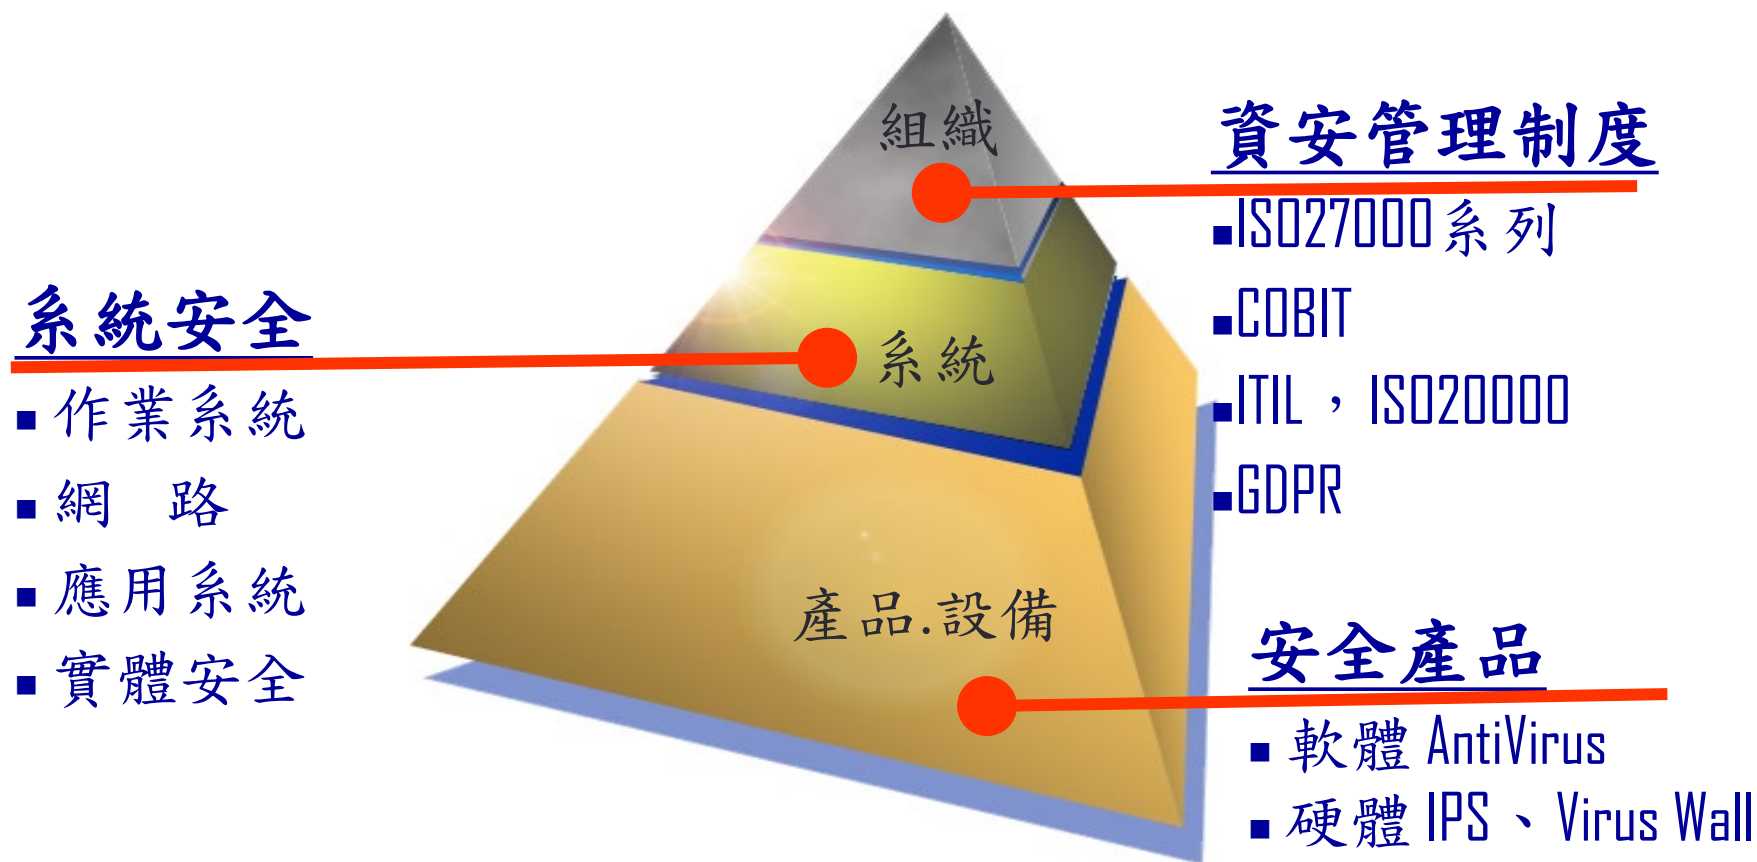 組織
系統
產品.設備
系統安全
■ 作業系統
■ 網 路
■ 應用系統
■ 實體安全
資安管理制度
■ISO27000系列
■COBIT
■ITIL，ISO20000
■GDPR
安全產品
■ 軟體 AntiVirus
■ 硬體 IPS、Virus Wall